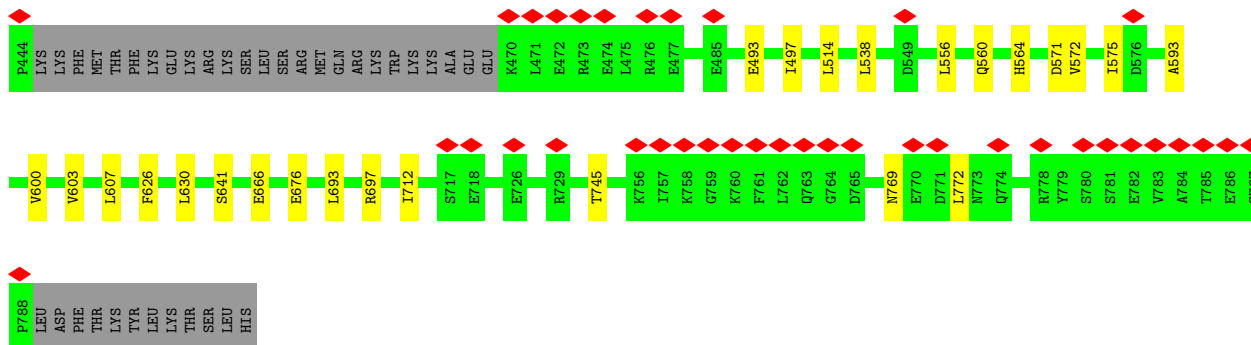 P444 LYS LYS PHE MET THR PHE LYS GLU LYS ARG LYS SER LEU SER ARG MET GLN ARG LYS TRP LYS LYS ALA GLU GLU K470 L471 E472 R473 E474 L475 R476 E477 E485 E493 I497 L514 L538 D549 L556 Q560 H564 D571 V572 I575 D576 A593
V600 V603 L607 F626 L630 S641 E666 E676 L693 R697 I712 S717 E718 E726 R729 T745 K756 I757 K758 G759 K760 F761 L762 Q763 G764 D765 N769 E770 D771 L772 N773 Q774 R778 Y779 S780 S781 E782 V783 A784 T785 E786
P788 LEU ASP PHE THR LYS TYR LEU LYS THR SER LEU HIS